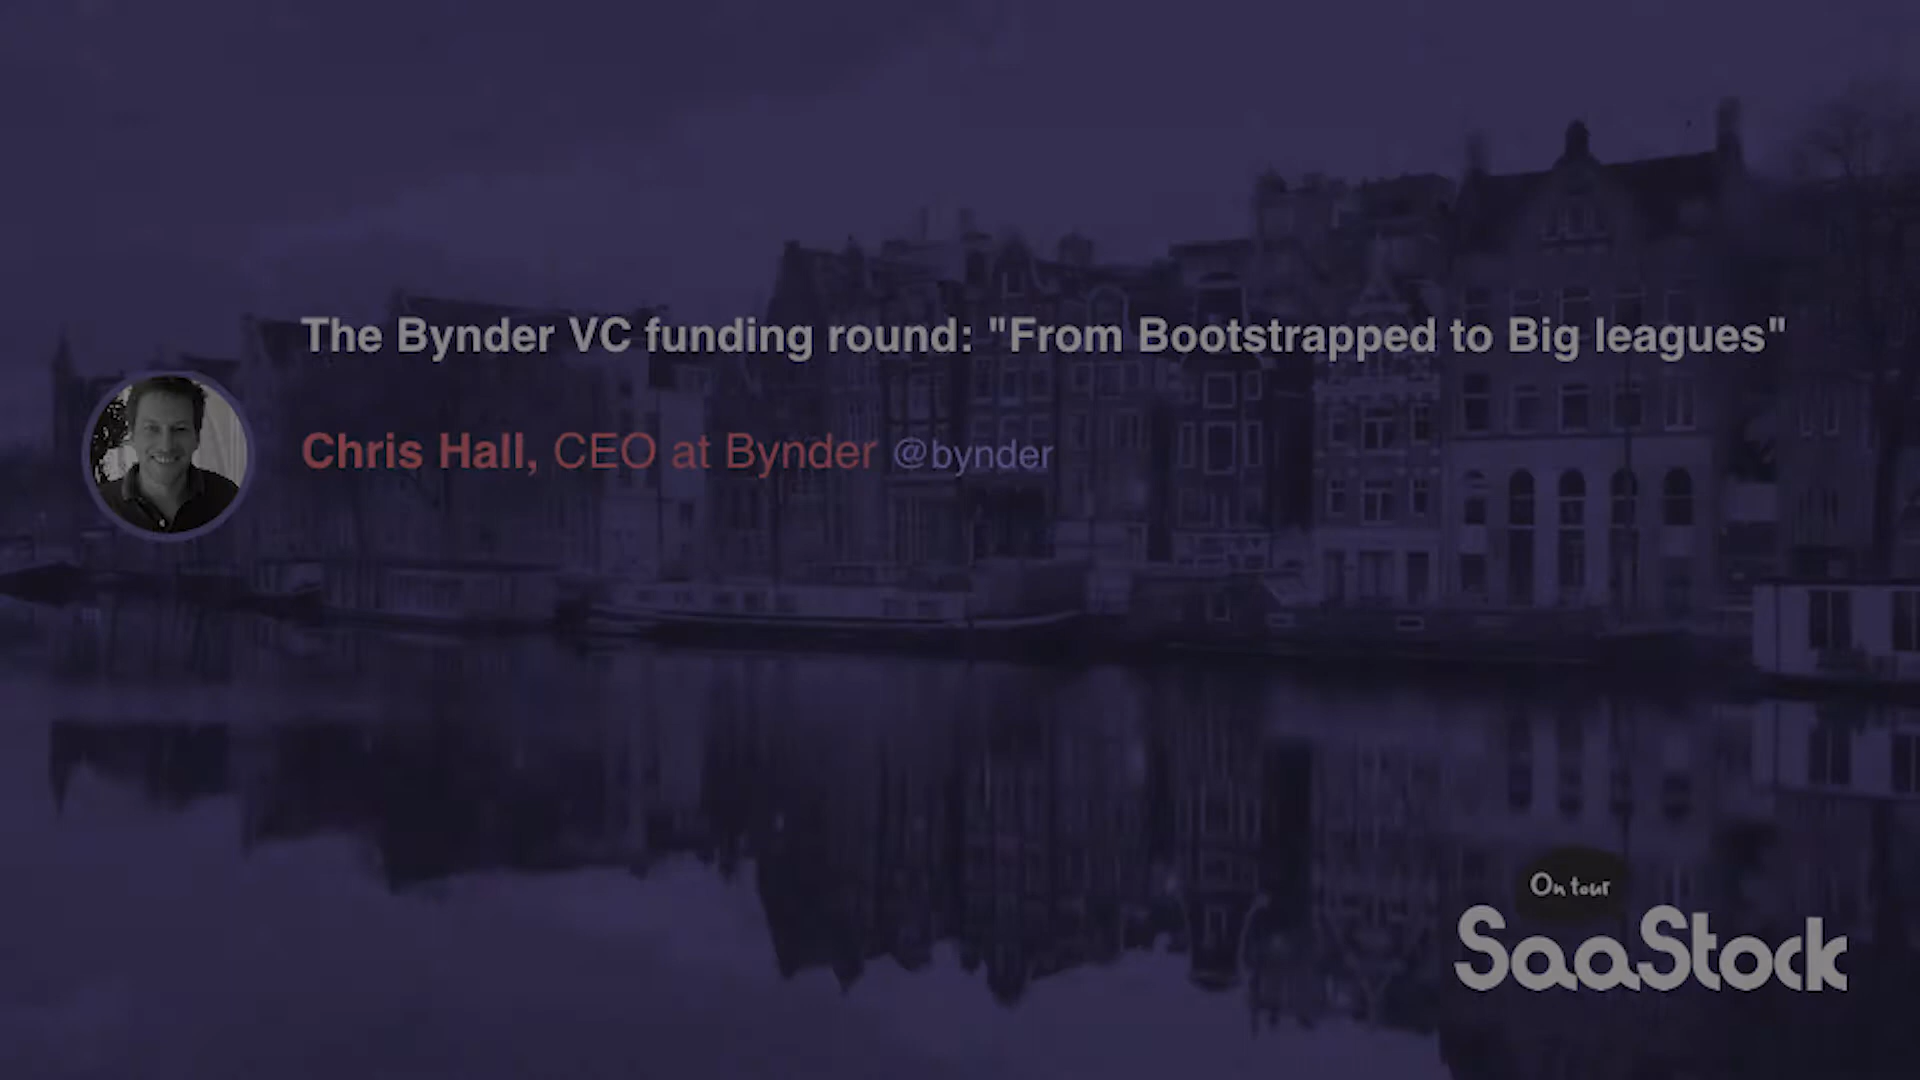 The Bynder VC funding round: "From Bootstrapped to Big leagues"
Chris Hall, CEO at Bynder @bynder
On tour
SaaStock